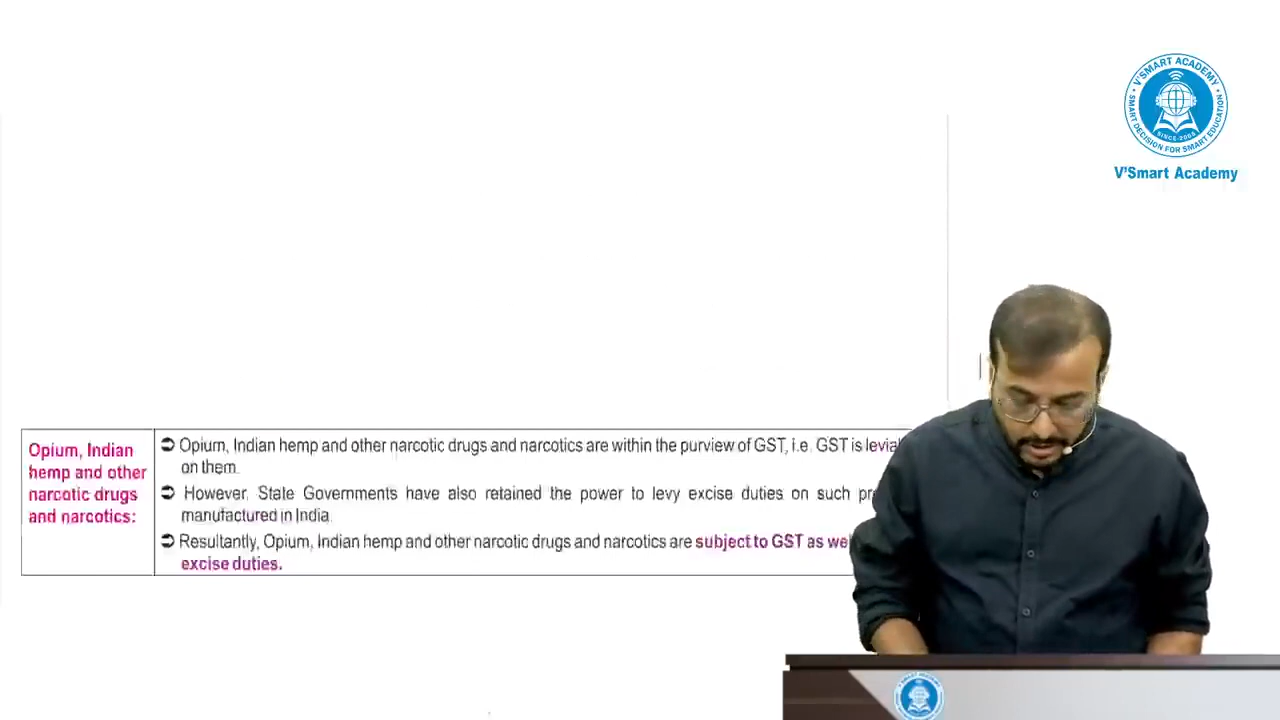 V'SMART ACADEMY
SMART DECISION FOR SMART EDUCATION
SINCE-2005
V'Smart Academy
Opium, Indian
hemp and other
narcotic drugs
and narcotics:
➲ Opium, Indian hemp and other narcotic drugs and narcotics are within the purview of GST, i.e. GST is
on them.
➲ However, State Governments have also retained the power to levy excise duties on such
manufactured in India.
➲ Resultantly, Opium, Indian hemp and other narcotic drugs and narcotics are subject to GST as
excise duties.